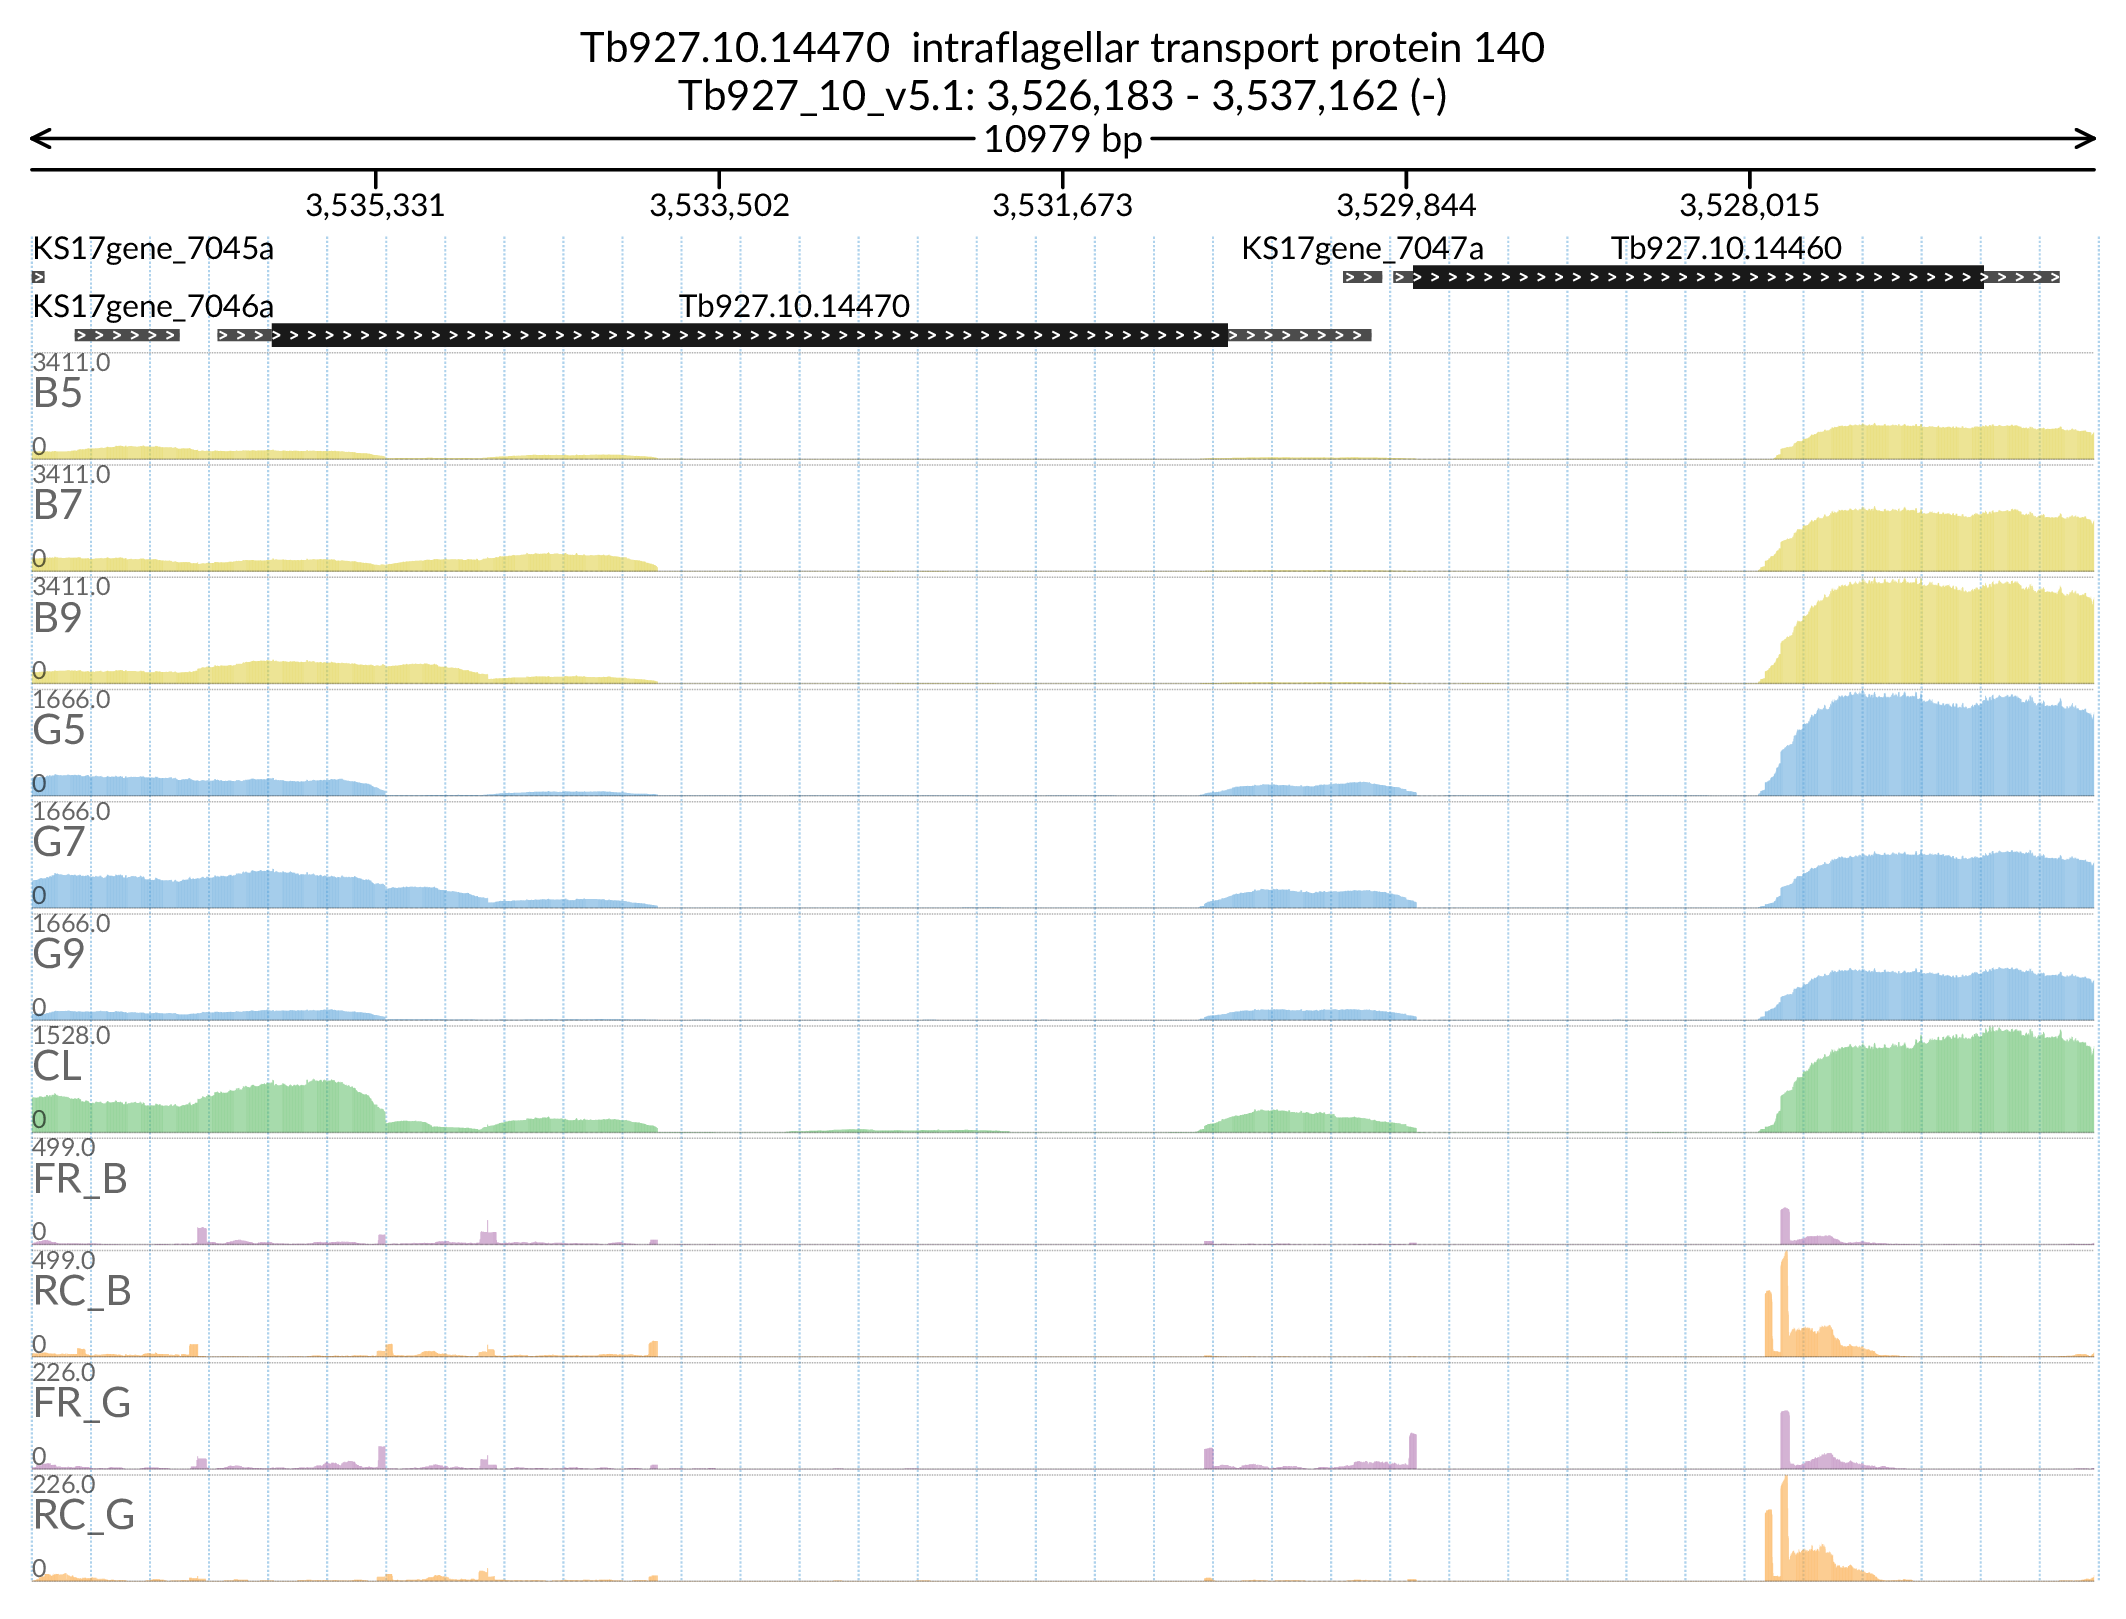 Tb927.10.14470  intraflagellar transport protein 140
Tb927_10_v5.1: 3,526,183 - 3,537,162 (-)
10979 bp
3,535,331 3,533,502 3,531,673 3,529,844 3,528,015
KS17gene_7045a KS17gene_7047a Tb927.10.14460
KS17gene_7046a Tb927.10.14470
3411.0
B5
0
3411.0
B7
0
3411.0
B9
0
1666.0
G5
0
1666.0
G7
0
1666.0
G9
0
1528.0
CL
0
499.0
FR_B
0
499.0
RC_B
0
226.0
FR_G
0
226.0
RC_G
0